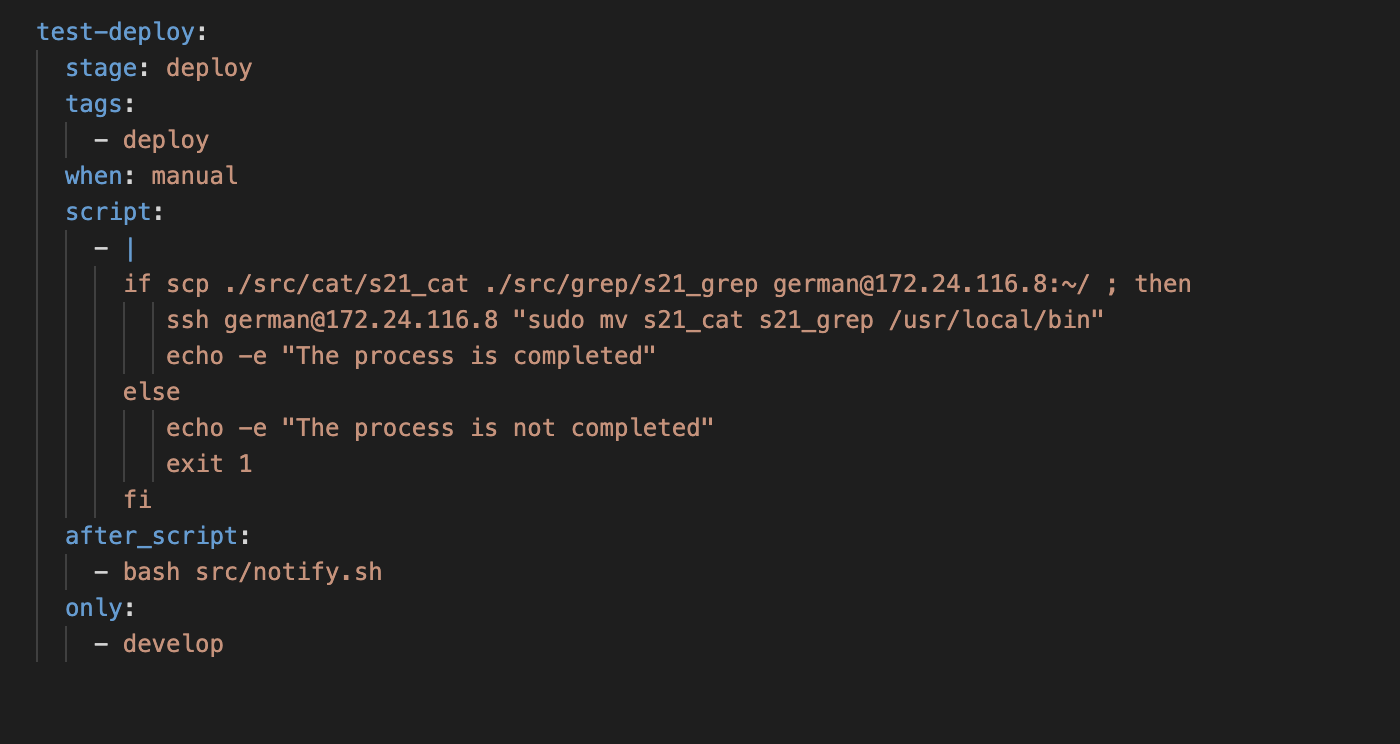 test-deploy:
  stage: deploy
  tags:
    - deploy
  when: manual
  script:
    - |
      if scp ./src/cat/s21_cat ./src/grep/s21_grep german@172.24.116.8:~/ ; then
         ssh german@172.24.116.8 "sudo mv s21_cat s21_grep /usr/local/bin"
         echo -e "The process is completed"
      else
         echo -e "The process is not completed"
         exit 1
      fi
  after_script:
    - bash src/notify.sh
  only:
    - develop